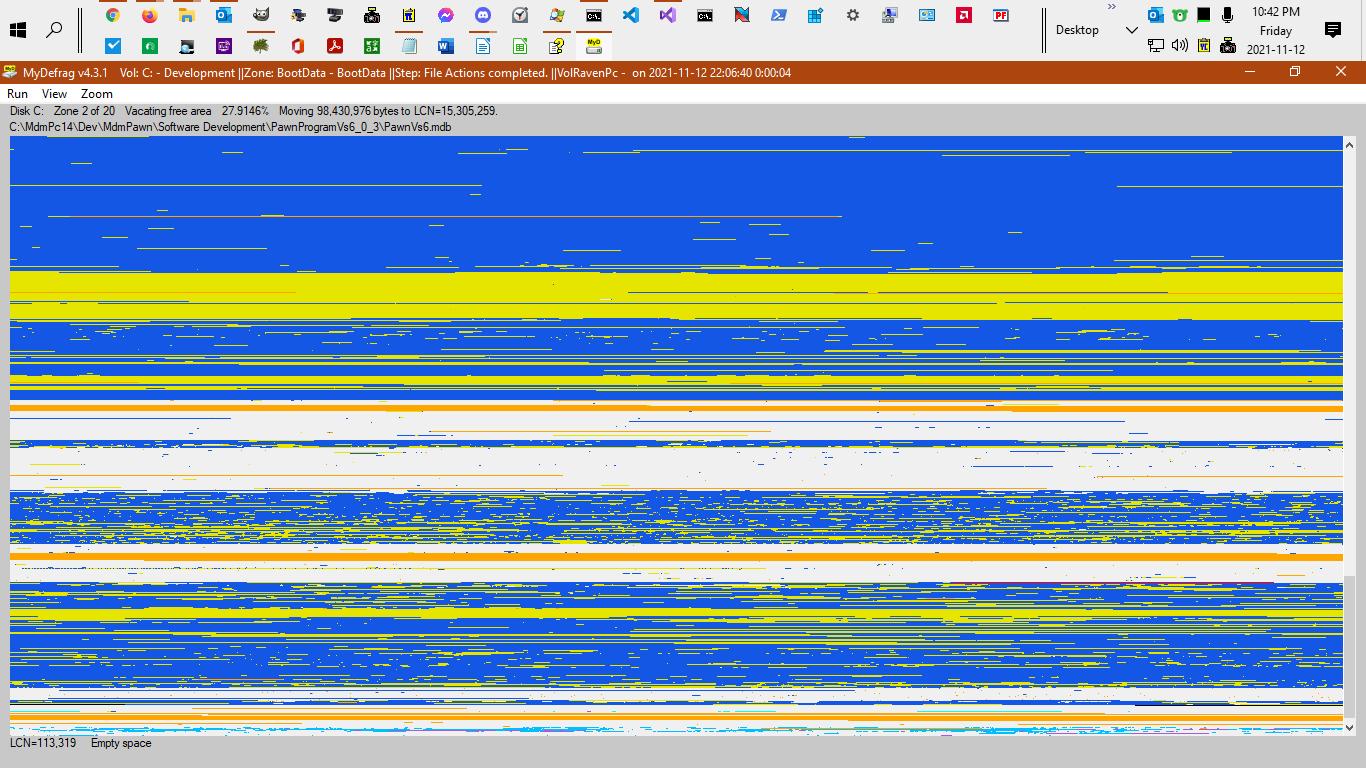 Desktop
10:42 PM
Friday
2021-11-12
MyDefrag v4.3.1 Vol: C: - Development ||Zone: BootData - BootData ||Step: File Actions completed. ||VolRavenPc - on 2021-11-12 22:06:40 0:00:04
Run View Zoom
Disk C: Zone 2 of 20 Vacating free area 27.9146% Moving 98,430,976 bytes to LCN=15,305,259.
C:\MdmPc14\Dev\MdmPawn\Software Development\PawnProgramVs6_0_3\PawnVs6.mdb
LCN=113,319 Empty space